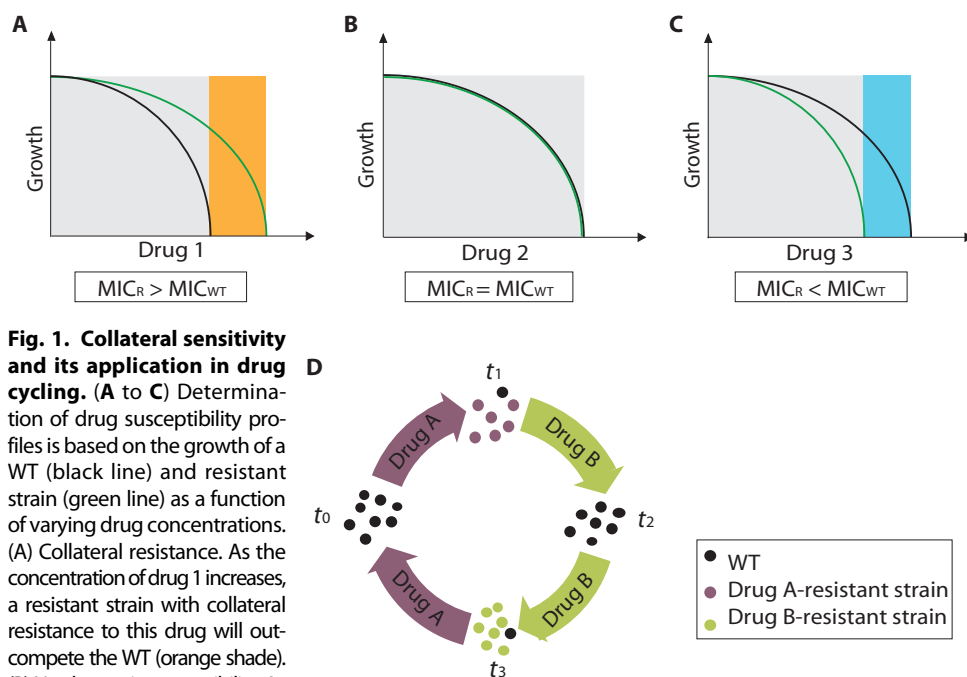 A
B
C
Growth
Drug 1
MICR > MICWT
Growth
Drug 2
MICR = MICWT
Growth
Drug 3
MICR < MICWT
Fig. 1. Collateral sensitivity
and its application in drug
cycling. (A to C) Determina-
tion of drug susceptibility pro-
files is based on the growth of a
WT (black line) and resistant
strain (green line) as a function
of varying drug concentrations.
(A) Collateral resistance. As the
concentration of drug 1 increases,
a resistant strain with collateral
resistance to this drug will out-
compete the WT (orange shade).
D
t1
Drug A
Drug B
t0
t2
Drug A
Drug B
t3
WT
Drug A-resistant strain
Drug B-resistant strain